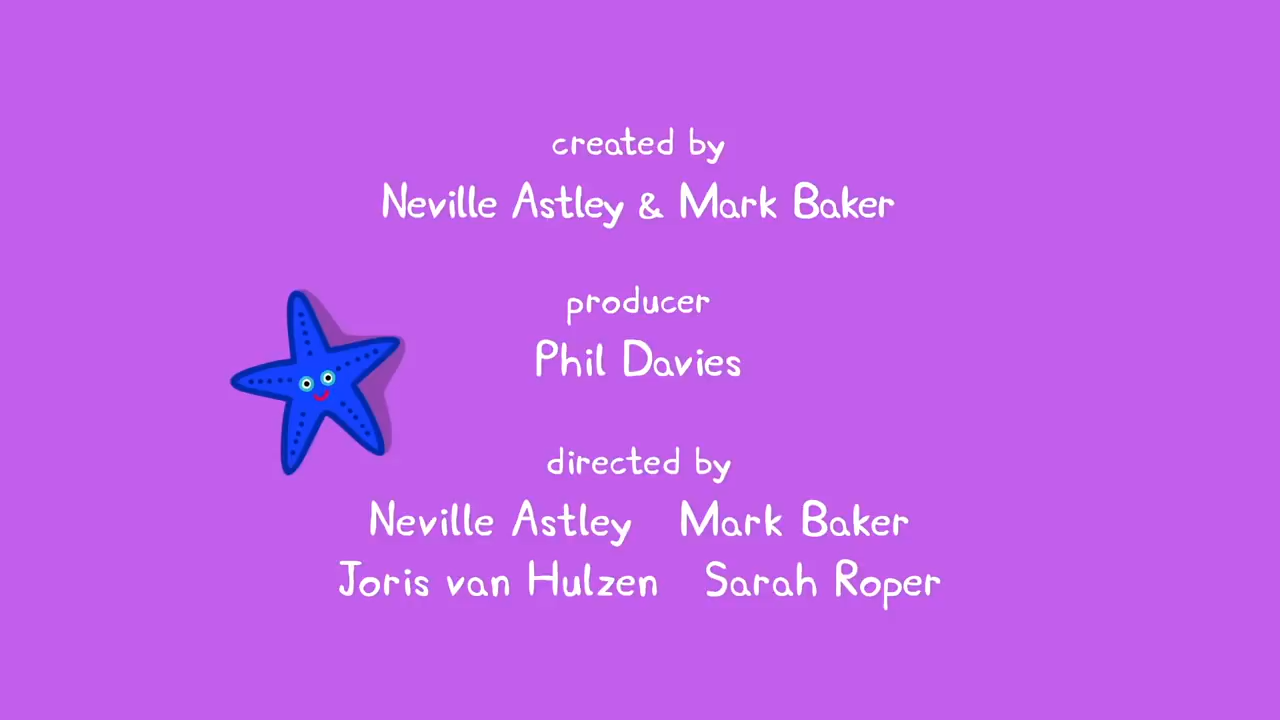 created by
Neville Astley & Mark Baker
producer
Phil Davies
directed by
Neville Astley Mark Baker
Joris van Hulzen Sarah Roper